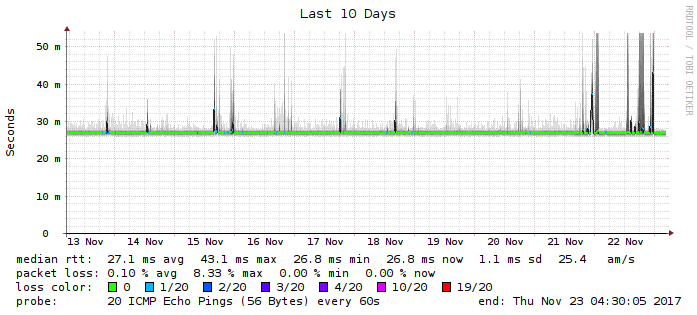 Last 10 Days
RRDTOOL / TOBI OETIKER
Seconds
50 m
40 m
30 m
20 m
10 m
0
13 Nov 14 Nov 15 Nov 16 Nov 17 Nov 18 Nov 19 Nov 20 Nov 21 Nov 22 Nov
median rtt: 27.1 ms avg 43.1 ms max 26.8 ms min 26.8 ms now 1.1 ms sd 25.4 am/s
packet loss: 0.10 % avg 8.33 % max 0.00 % min 0.00 % now
loss color: 0 1/20 2/20 3/20 4/20 10/20 19/20
probe: 20 ICMP Echo Pings (56 Bytes) every 60s end: Thu Nov 23 04:30:05 2017